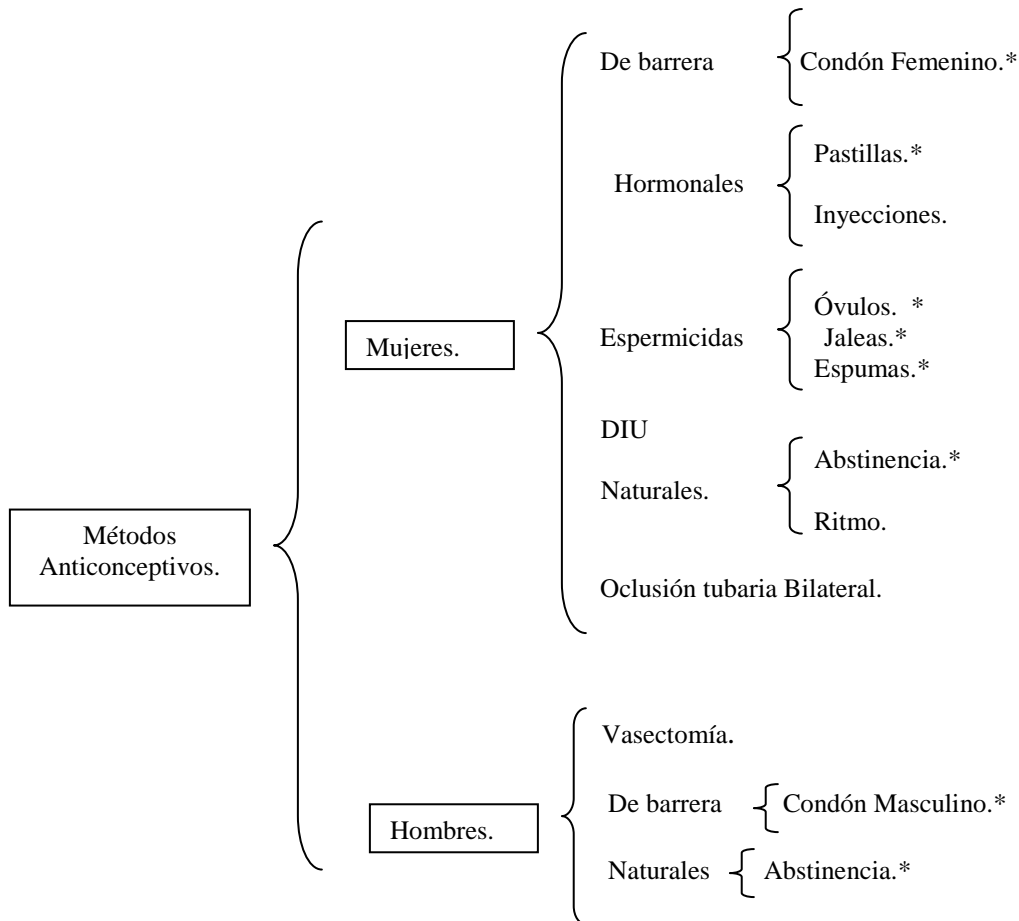 De barrera
Condón Femenino.*
Hormonales
Pastillas.*
Inyecciones.
Mujeres.
Espermicidas
Óvulos. *
Jaleas.*
Espumas.*
DIU
Naturales.
Abstinencia.*
Ritmo.
Métodos
Anticonceptivos.
Oclusión tubaria Bilateral.
Vasectomía.
Hombres.
De barrera
Condón Masculino.*
Naturales
Abstinencia.*